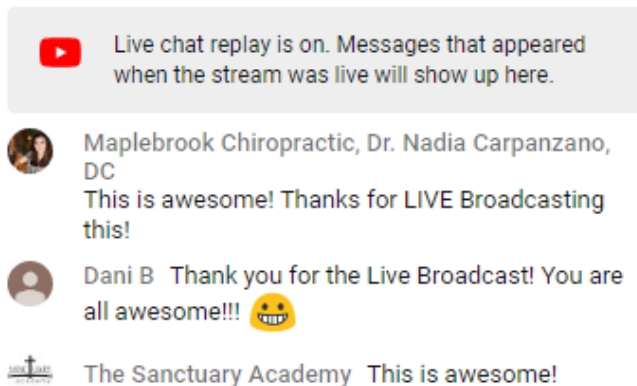 Live chat replay is on. Messages that appeared
when the stream was live will show up here.
Maplebrook Chiropractic, Dr. Nadia Carpanzano,
DC
This is awesome! Thanks for LIVE Broadcasting
this!
Dani B Thank you for the Live Broadcast! You are
all awesome!!! 😀
The Sanctuary Academy This is awesome!